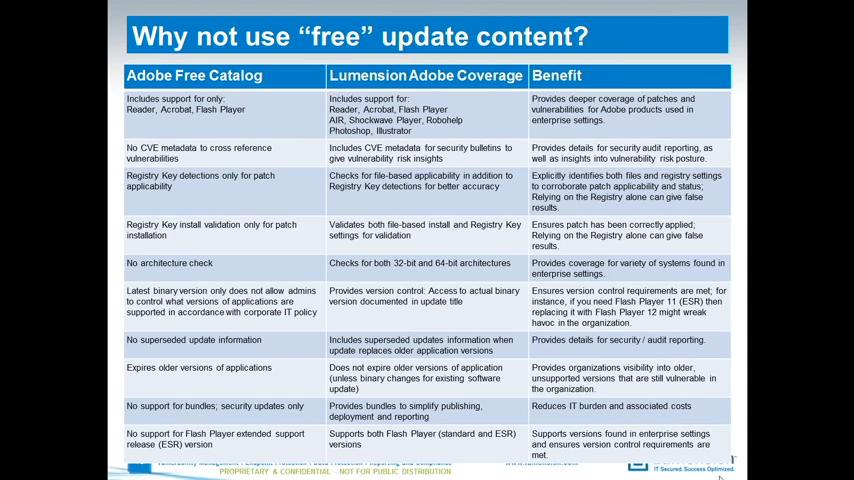 Why not use “free” update content?
Adobe Free Catalog
Lumension Adobe Coverage
Benefit
Includes support for only:
Reader, Acrobat, Flash Player
Includes support for:
Reader, Acrobat, Flash Player
AIR, Shockwave Player, Robohelp
Photoshop, Illustrator
Provides deeper coverage of patches and
vulnerabilities for Adobe products used in
enterprise settings.
No CVE metadata to cross reference
vulnerabilities
Includes CVE metadata for security bulletins to
give vulnerability risk insights
Provides details for security audit reporting, as
well as insights into vulnerability risk posture.
Registry Key detections only for patch
applicability
Checks for file-based applicability in addition to
Registry Key detections for better accuracy
Explicitly identifies both files and registry settings
to corroborate patch applicability and status;
Relying on the Registry alone can give false
results.
Registry Key install validation only for patch
installation
Validates both file-based install and Registry Key
settings for validation
Ensures patch has been correctly applied;
Relying on the Registry alone can give false
results.
No architecture check
Checks for both 32-bit and 64-bit architectures
Provides coverage for variety of systems found in
enterprise settings.
Latest binary version only does not allow admins
to control what versions of applications are
supported in accordance with corporate IT policy
Provides version control: Access to actual binary
version documented in update title
Ensures version control requirements are met; for
instance, if you need Flash Player 11 (ESR) then
replacing it with Flash Player 12 might wreak
havoc in the organization.
No superseded update information
Includes superseded updates information when
update replaces older application versions
Provides details for security / audit reporting.
Expires older versions of applications
Does not expire older versions of application
(unless binary changes for existing software
update)
Provides organizations visibility into older,
unsupported versions that are still vulnerable in
the organization.
No support for bundles; security updates only
Provides bundles to simplify publishing,
deployment and reporting
Reduces IT burden and associated costs
No support for Flash Player extended support
release (ESR) version
Supports both Flash Player (standard and ESR)
versions
Supports versions found in enterprise settings
and ensures version control requirements are
met.
PROPRIETARY & CONFIDENTIAL - NOT FOR PUBLIC DISTRIBUTION
IT Secured. Success Optimized.